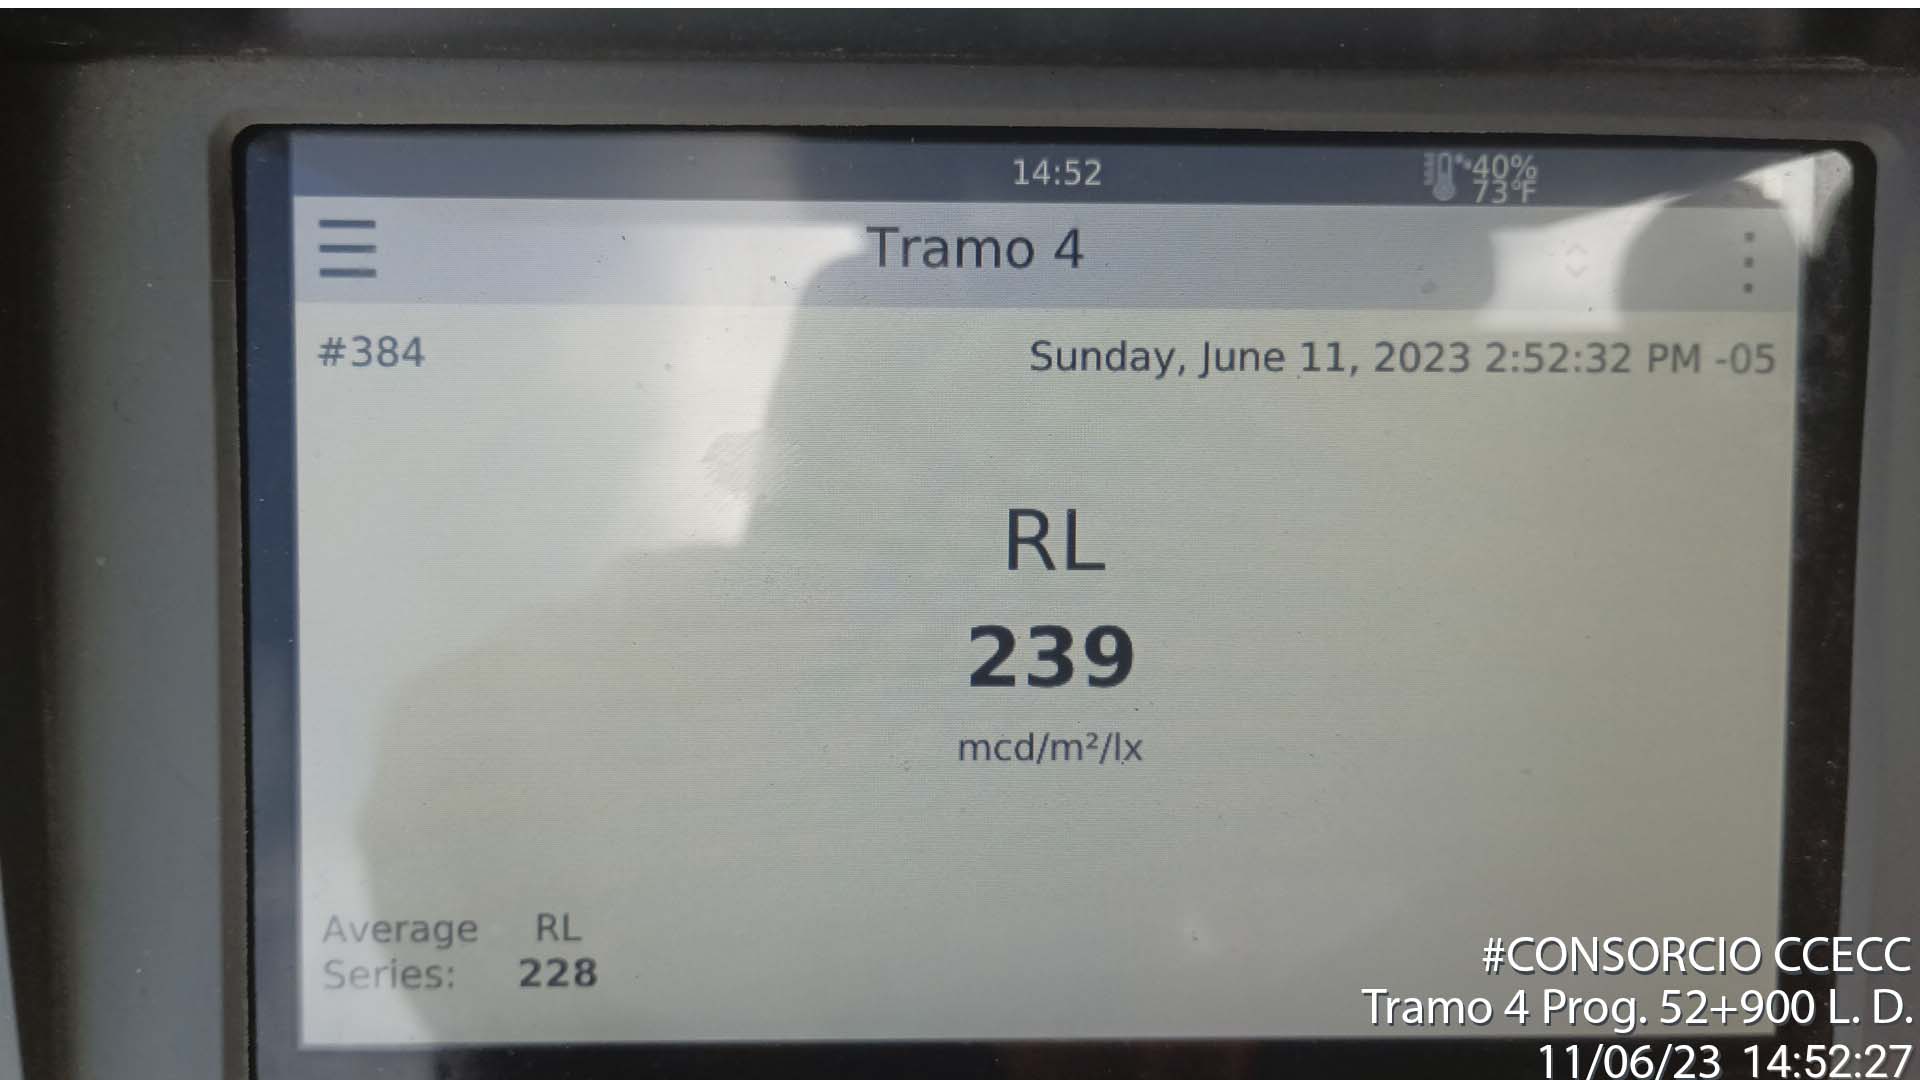 14:52
40%
73°F
Tramo 4
#384
Sunday, June 11, 2023 2:52:32 PM -05
RL
239
mcd/m²/lx
Average RL
Series: 228
#CONSORCIO CCECC
Tramo 4 Prog. 52+900 L. D.
11/06/23 14:52:27